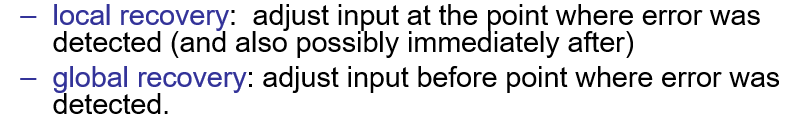 – local recovery:  adjust input at the point where error was
detected (and also possibly immediately after)
– global recovery: adjust input before point where error was
detected.